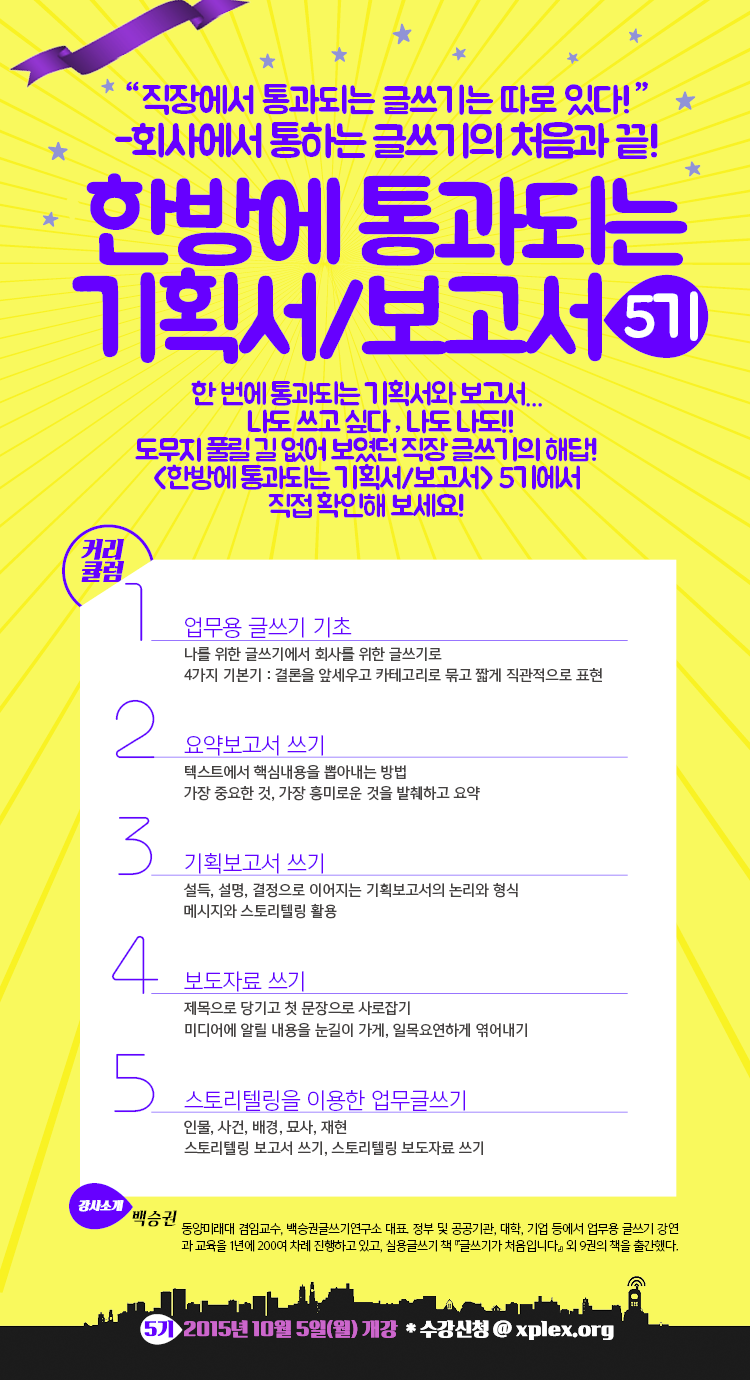 “직장에서 통과되는 글쓰기는 따로 있다!”
-회사에서 통하는 글쓰기의 처음과 끝!
한방에 통과되는
기획서/보고서 5기
한 번에 통과되는 기획서와 보고서...
나도 쓰고 싶다 , 나도 나도!!
도무지 풀릴 길 없어 보였던 직장 글쓰기의 해답!
<한방에 통과되는 기획서/보고서> 5기에서
직접 확인해 보세요!
커리
큘럼
1 업무용 글쓰기 기초
나를 위한 글쓰기에서 회사를 위한 글쓰기로
4가지 기본기 : 결론을 앞세우고 카테고리로 묶고 짧게 직관적으로 표현
2 요약보고서 쓰기
텍스트에서 핵심내용을 뽑아내는 방법
가장 중요한 것, 가장 흥미로운 것을 발췌하고 요약
3 기획보고서 쓰기
설득, 설명, 결정으로 이어지는 기획보고서의 논리와 형식
메시지와 스토리텔링 활용
4 보도자료 쓰기
제목으로 당기고 첫 문장으로 사로잡기
미디어에 알릴 내용을 눈길이 가게, 일목요연하게 엮어내기
5 스토리텔링을 이용한 업무글쓰기
인물, 사건, 배경, 묘사, 재현
스토리텔링 보고서 쓰기, 스토리텔링 보도자료 쓰기
강사소개 백승권
동양미래대 겸임교수, 백승권글쓰기연구소 대표. 정부 및 공공기관, 대학, 기업 등에서 업무용 글쓰기 강연
과 교육을 1년에 200여 차례 진행하고 있고, 실용글쓰기 책 『글쓰기가 처음입니다』 외 9권의 책을 출간했다.
5기 2015년 10월 5일(월) 개강 * 수강신청 @ xplex.org